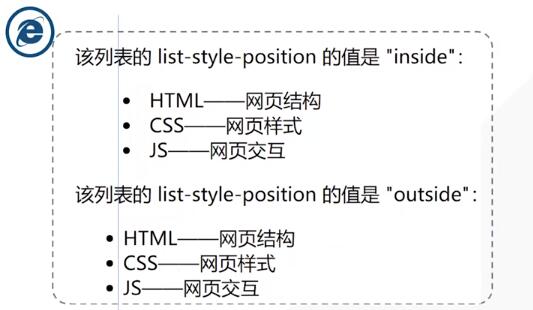 该列表的 list-style-position 的值是 "inside"：
• HTML——网页结构
• CSS——网页样式
• JS——网页交互
该列表的 list-style-position 的值是 "outside"：
• HTML——网页结构
• CSS——网页样式
• JS——网页交互